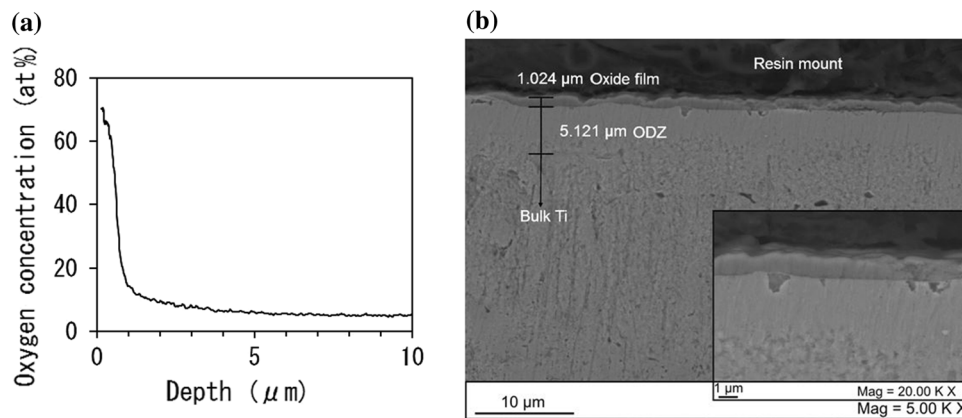 (a)
Oxygen concentration (at%)
80
60
40
20
0
0
5
10
Depth (μm)
(b)
Resin mount
1.024 µm Oxide film
5.121 µm ODZ
Bulk Ti
1 µm
Mag = 20.00 K X
10 µm
Mag = 5.00 K X